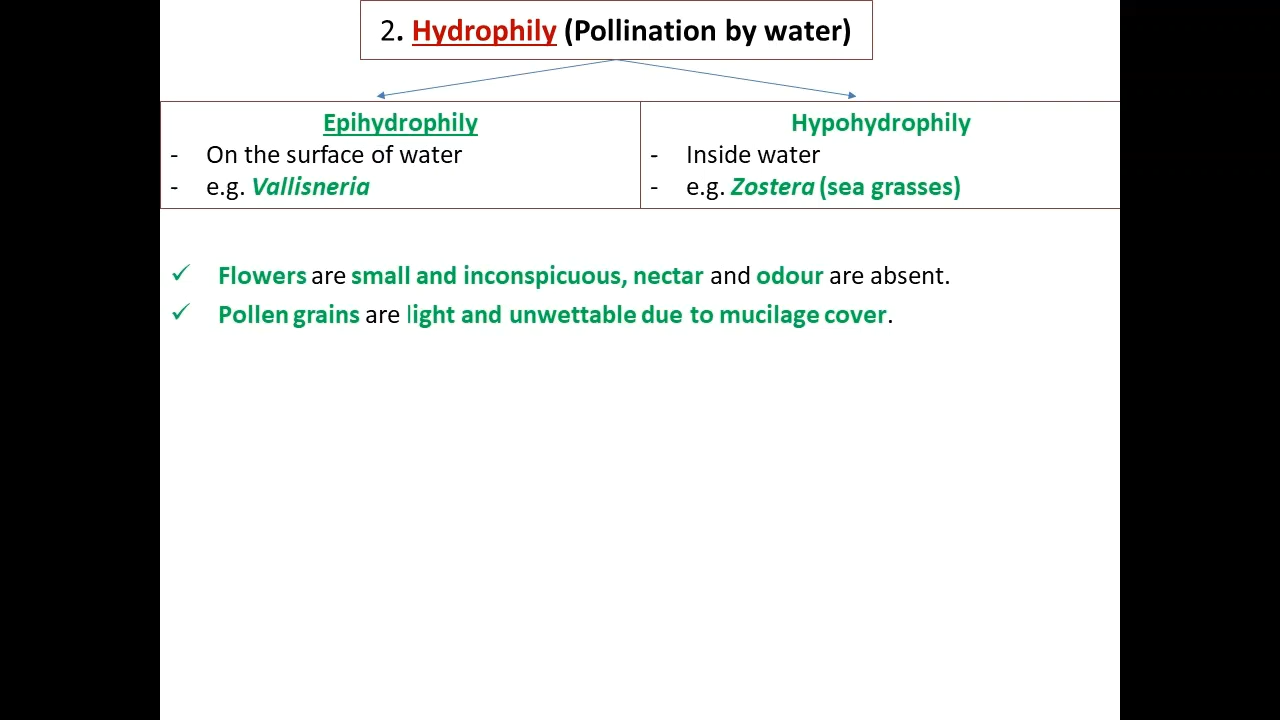 2. Hydrophily (Pollination by water)
Epihydrophily
- On the surface of water
- e.g. Vallisneria
Hypohydrophily
- Inside water
- e.g. Zostera (sea grasses)
✓ Flowers are small and inconspicuous, nectar and odour are absent.
✓ Pollen grains are light and unwettable due to mucilage cover.